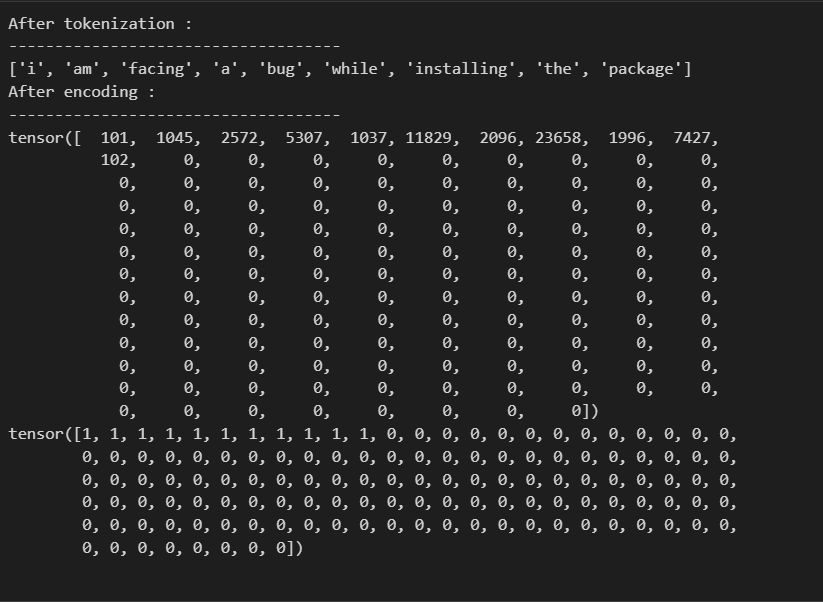 After tokenization :
------------------------------------
['i', 'am', 'facing', 'a', 'bug', 'while', 'installing', 'the', 'package']
After encoding :
------------------------------------
tensor([  101,  1045,  2572,  5307,  1037, 11829,  2096, 23658,  1996,  7427,
          102,     0,     0,     0,     0,     0,     0,     0,     0,     0,
            0,     0,     0,     0,     0,     0,     0,     0,     0,     0,
            0,     0,     0,     0,     0,     0,     0,     0,     0,     0,
            0,     0,     0,     0,     0,     0,     0,     0,     0,     0,
            0,     0,     0,     0,     0,     0,     0,     0,     0,     0,
            0,     0,     0,     0,     0,     0,     0,     0,     0,     0,
            0,     0,     0,     0,     0,     0,     0,     0,     0,     0,
            0,     0,     0,     0,     0,     0,     0,     0,     0,     0,
            0,     0,     0,     0,     0,     0,     0,     0,     0,     0,
            0,     0,     0,     0,     0,     0,     0,     0,     0,     0,
            0,     0,     0,     0,     0,     0,     0,     0,     0,     0,
            0,     0,     0,     0,     0,     0,     0,     0])
tensor([1, 1, 1, 1, 1, 1, 1, 1, 1, 1, 1, 0, 0, 0, 0, 0, 0, 0, 0, 0, 0, 0, 0, 0,
        0, 0, 0, 0, 0, 0, 0, 0, 0, 0, 0, 0, 0, 0, 0, 0, 0, 0, 0, 0, 0, 0, 0, 0,
        0, 0, 0, 0, 0, 0, 0, 0, 0, 0, 0, 0, 0, 0, 0, 0, 0, 0, 0, 0, 0, 0, 0, 0,
        0, 0, 0, 0, 0, 0, 0, 0, 0, 0, 0, 0, 0, 0, 0, 0, 0, 0, 0, 0, 0, 0, 0, 0,
        0, 0, 0, 0, 0, 0, 0, 0, 0, 0, 0, 0, 0, 0, 0, 0, 0, 0, 0, 0, 0, 0, 0, 0,
        0, 0, 0, 0, 0, 0, 0, 0])